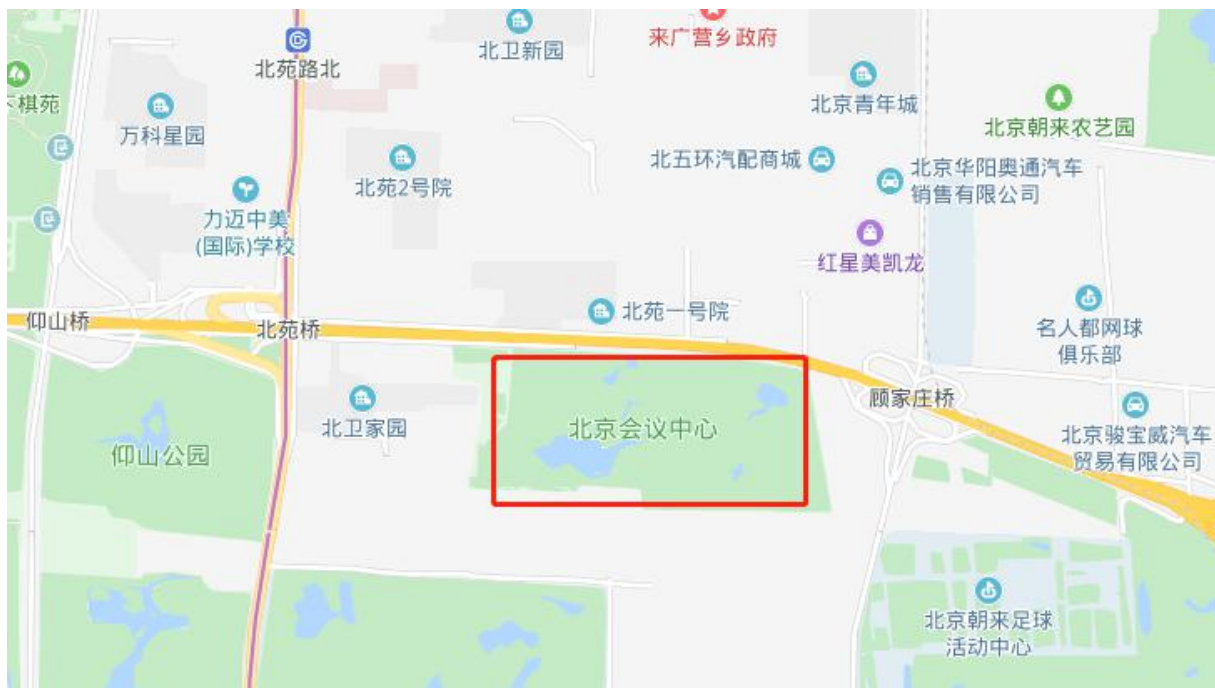 来广营乡政府
北卫新园
北苑路北
棋苑
万科星园
北京青年城
北京朝来农艺园
北五环汽配商城
北京华阳奥通汽车
销售有限公司
北苑2号院
力迈中美
(国际)学校
红星美凯龙
北苑一号院
仰山桥
北苑桥
名人都网球
俱乐部
顾家庄桥
北卫家园
北京会议中心
仰山公园
北京骏宝威汽车
贸易有限公司
北京朝来足球
活动中心